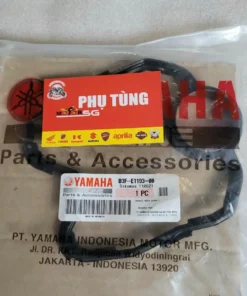 PHỤ TÙNG
SG
aprilia
YAMAHA
YAMAHA
B3F-E1193-00
1 PC
Parts & Accessories
PT. YAMAHA INDONESIA MOTOR MFG.
JAKARTA - INDONESIA 13920